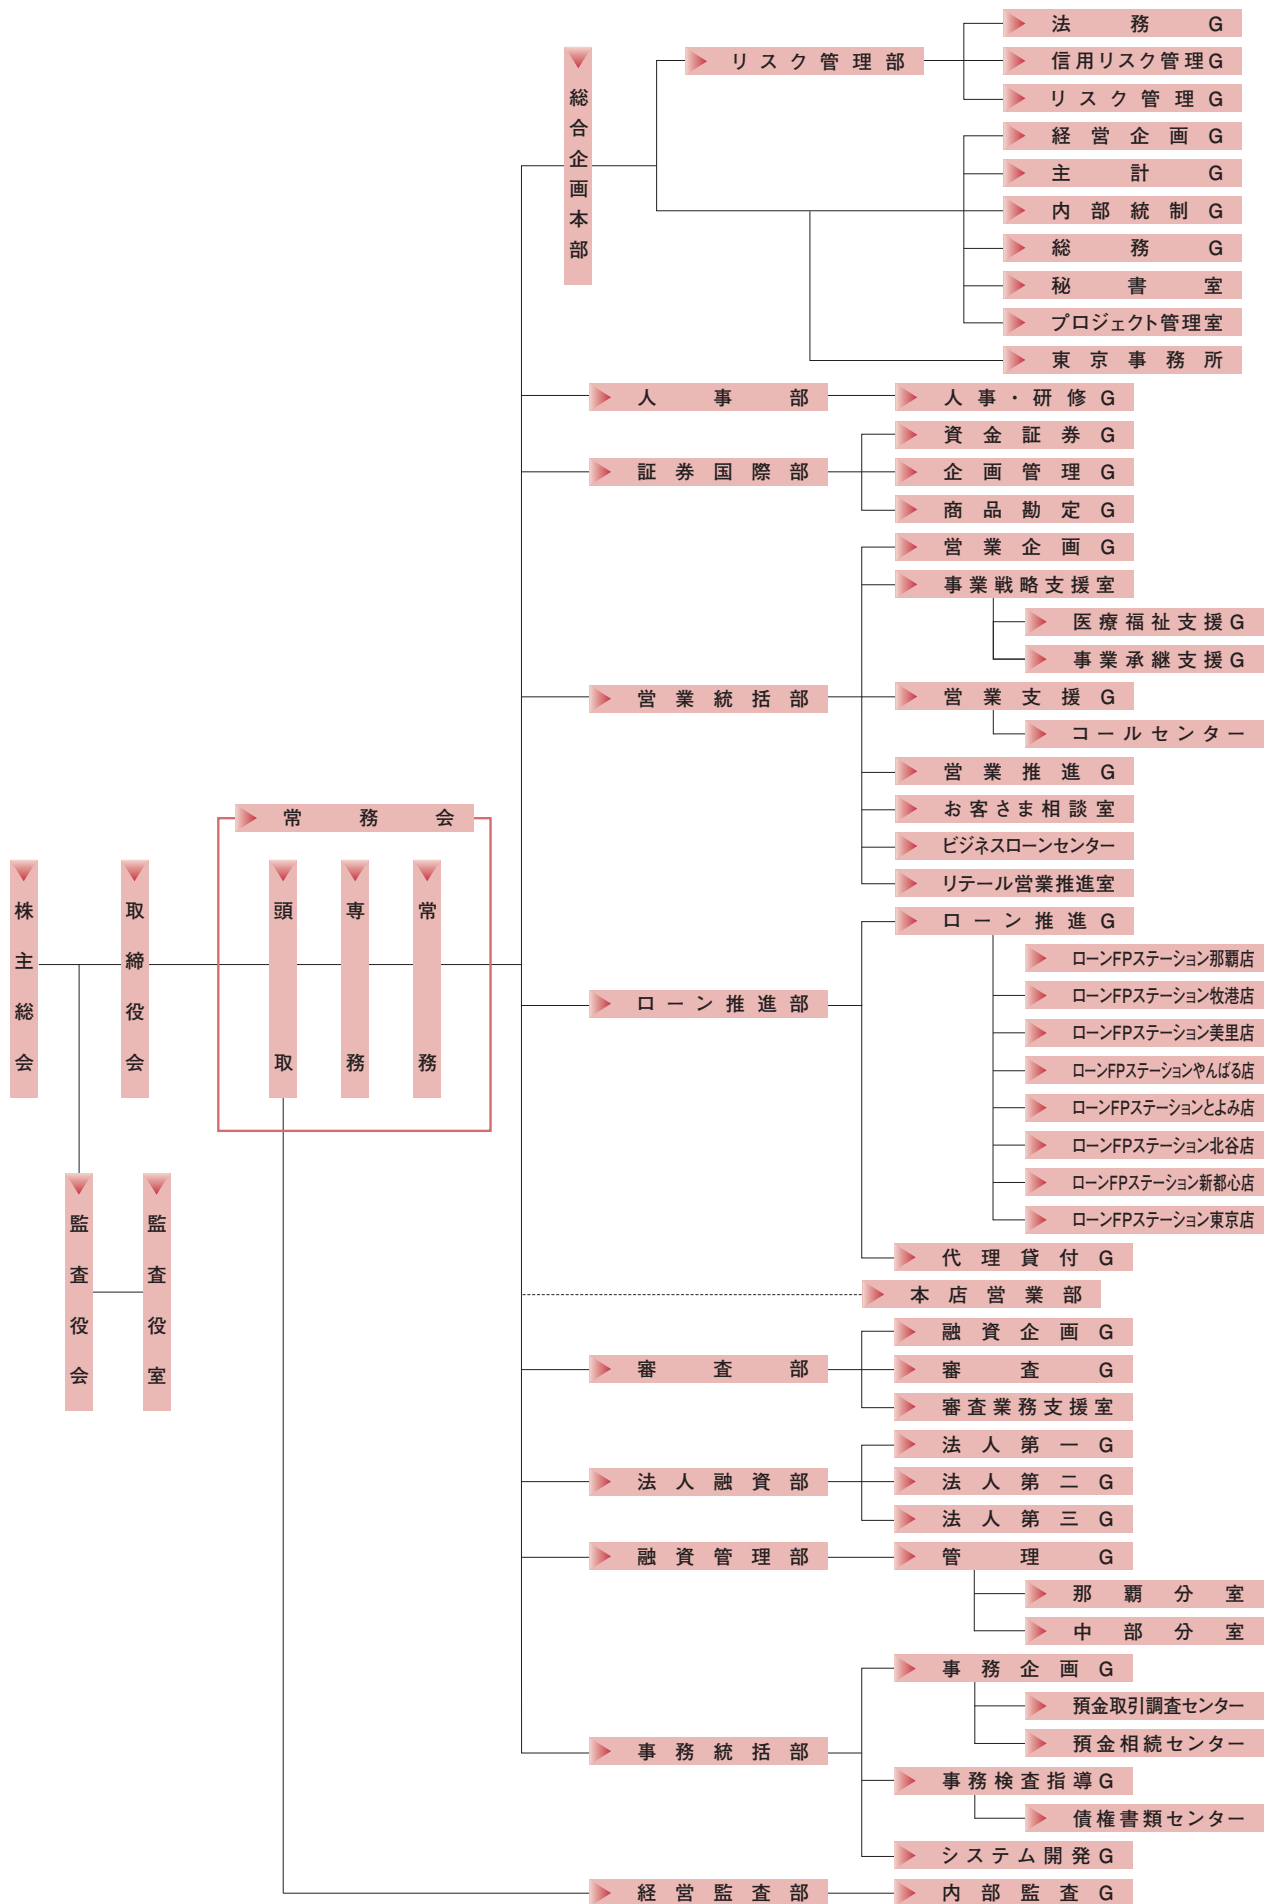 総合企画本部
リスク管理部
法務G
信用リスク管理G
リスク管理G
経営企画G
主計G
内部統制G
総務G
秘書室
プロジェクト管理室
東京事務所
人事部
人事・研修G
証券国際部
資金証券G
企画管理G
商品勘定G
営業統括部
営業企画G
事業戦略支援室
医療福祉支援G
事業承継支援G
営業支援G
コールセンター
営業推進G
お客さま相談室
ビジネスローンセンター
リテール営業推進室
常務会
株主総会
取締役会
頭取
専務
常務
監査役会
監査役室
ローン推進部
ローン推進G
ローンFPステーション那覇店
ローンFPステーション牧港店
ローンFPステーション美里店
ローンFPステーションやんばる店
ローンFPステーションとよみ店
ローンFPステーション北谷店
ローンFPステーション新都心店
ローンFPステーション東京店
代理貸付G
本店営業部
審査部
融資企画G
審査G
審査業務支援室
法人融資部
法人第一G
法人第二G
法人第三G
融資管理部
管理G
那覇分室
中部分室
事務統括部
事務企画G
預金取引調査センター
預金相続センター
事務検査指導G
債権書類センター
システム開発G
経営監査部
内部監査G